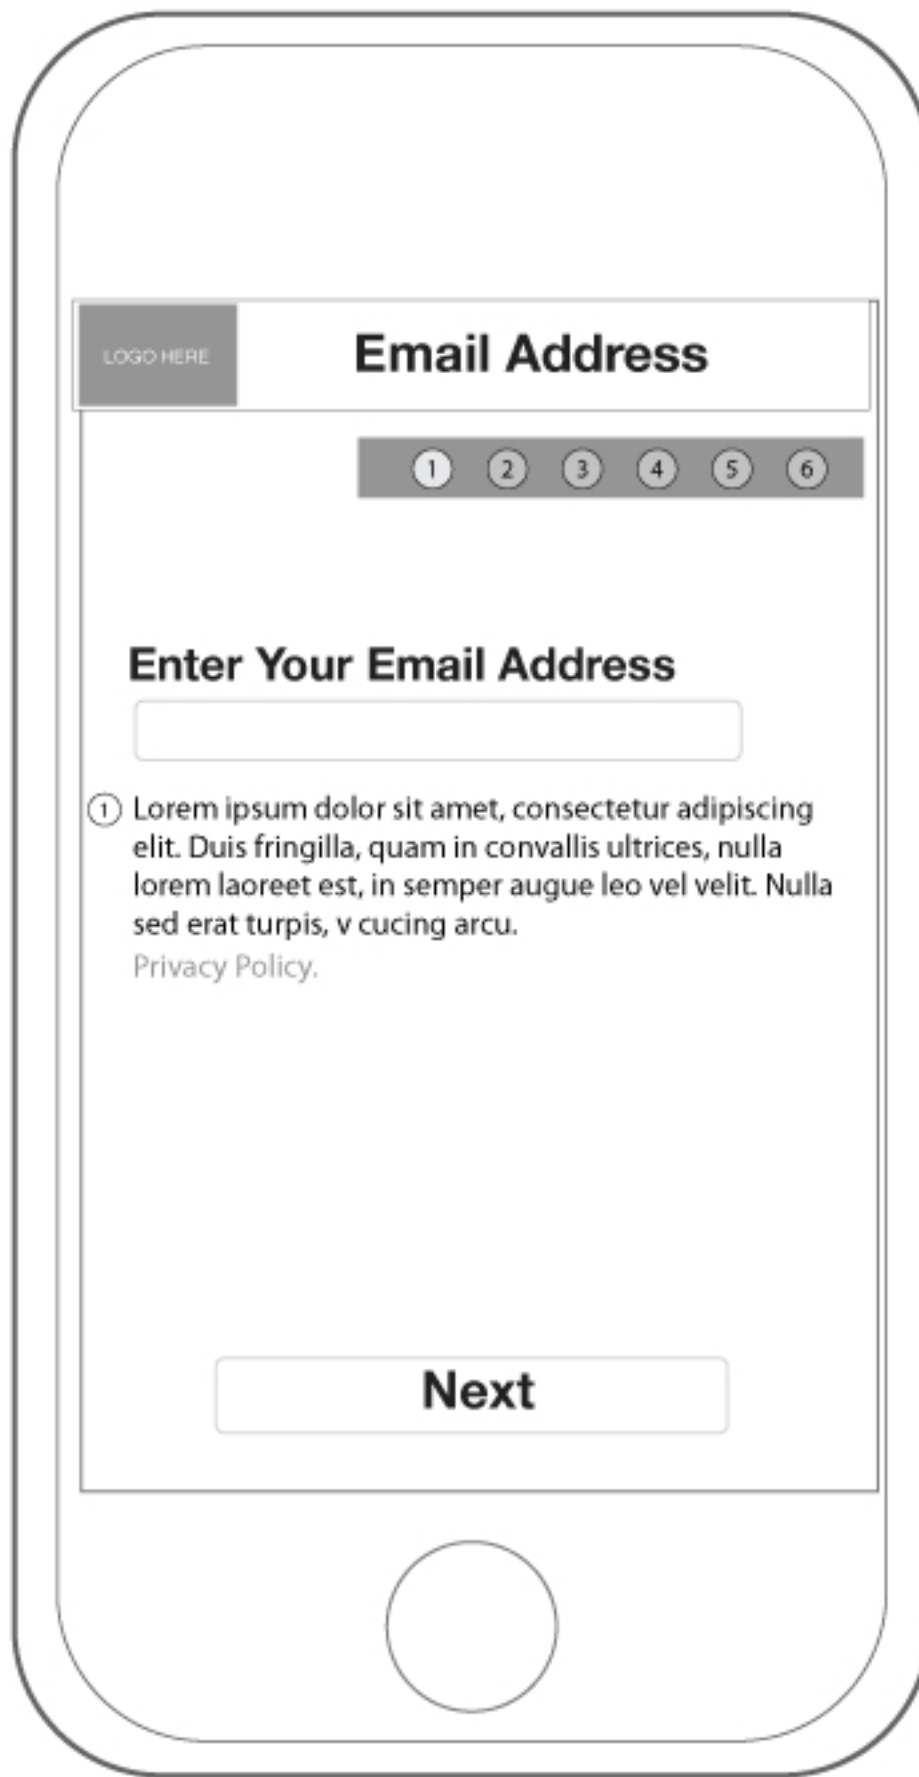 LOGO HERE
Email Address
1 2 3 4 5 6
Enter Your Email Address
1 Lorem ipsum dolor sit amet, consectetur adipiscing
elit. Duis fringilla, quam in convallis ultrices, nulla
lorem laoreet est, in semper augue leo vel velit. Nulla
sed erat turpis, v cucing arcu.
Privacy Policy.
Next